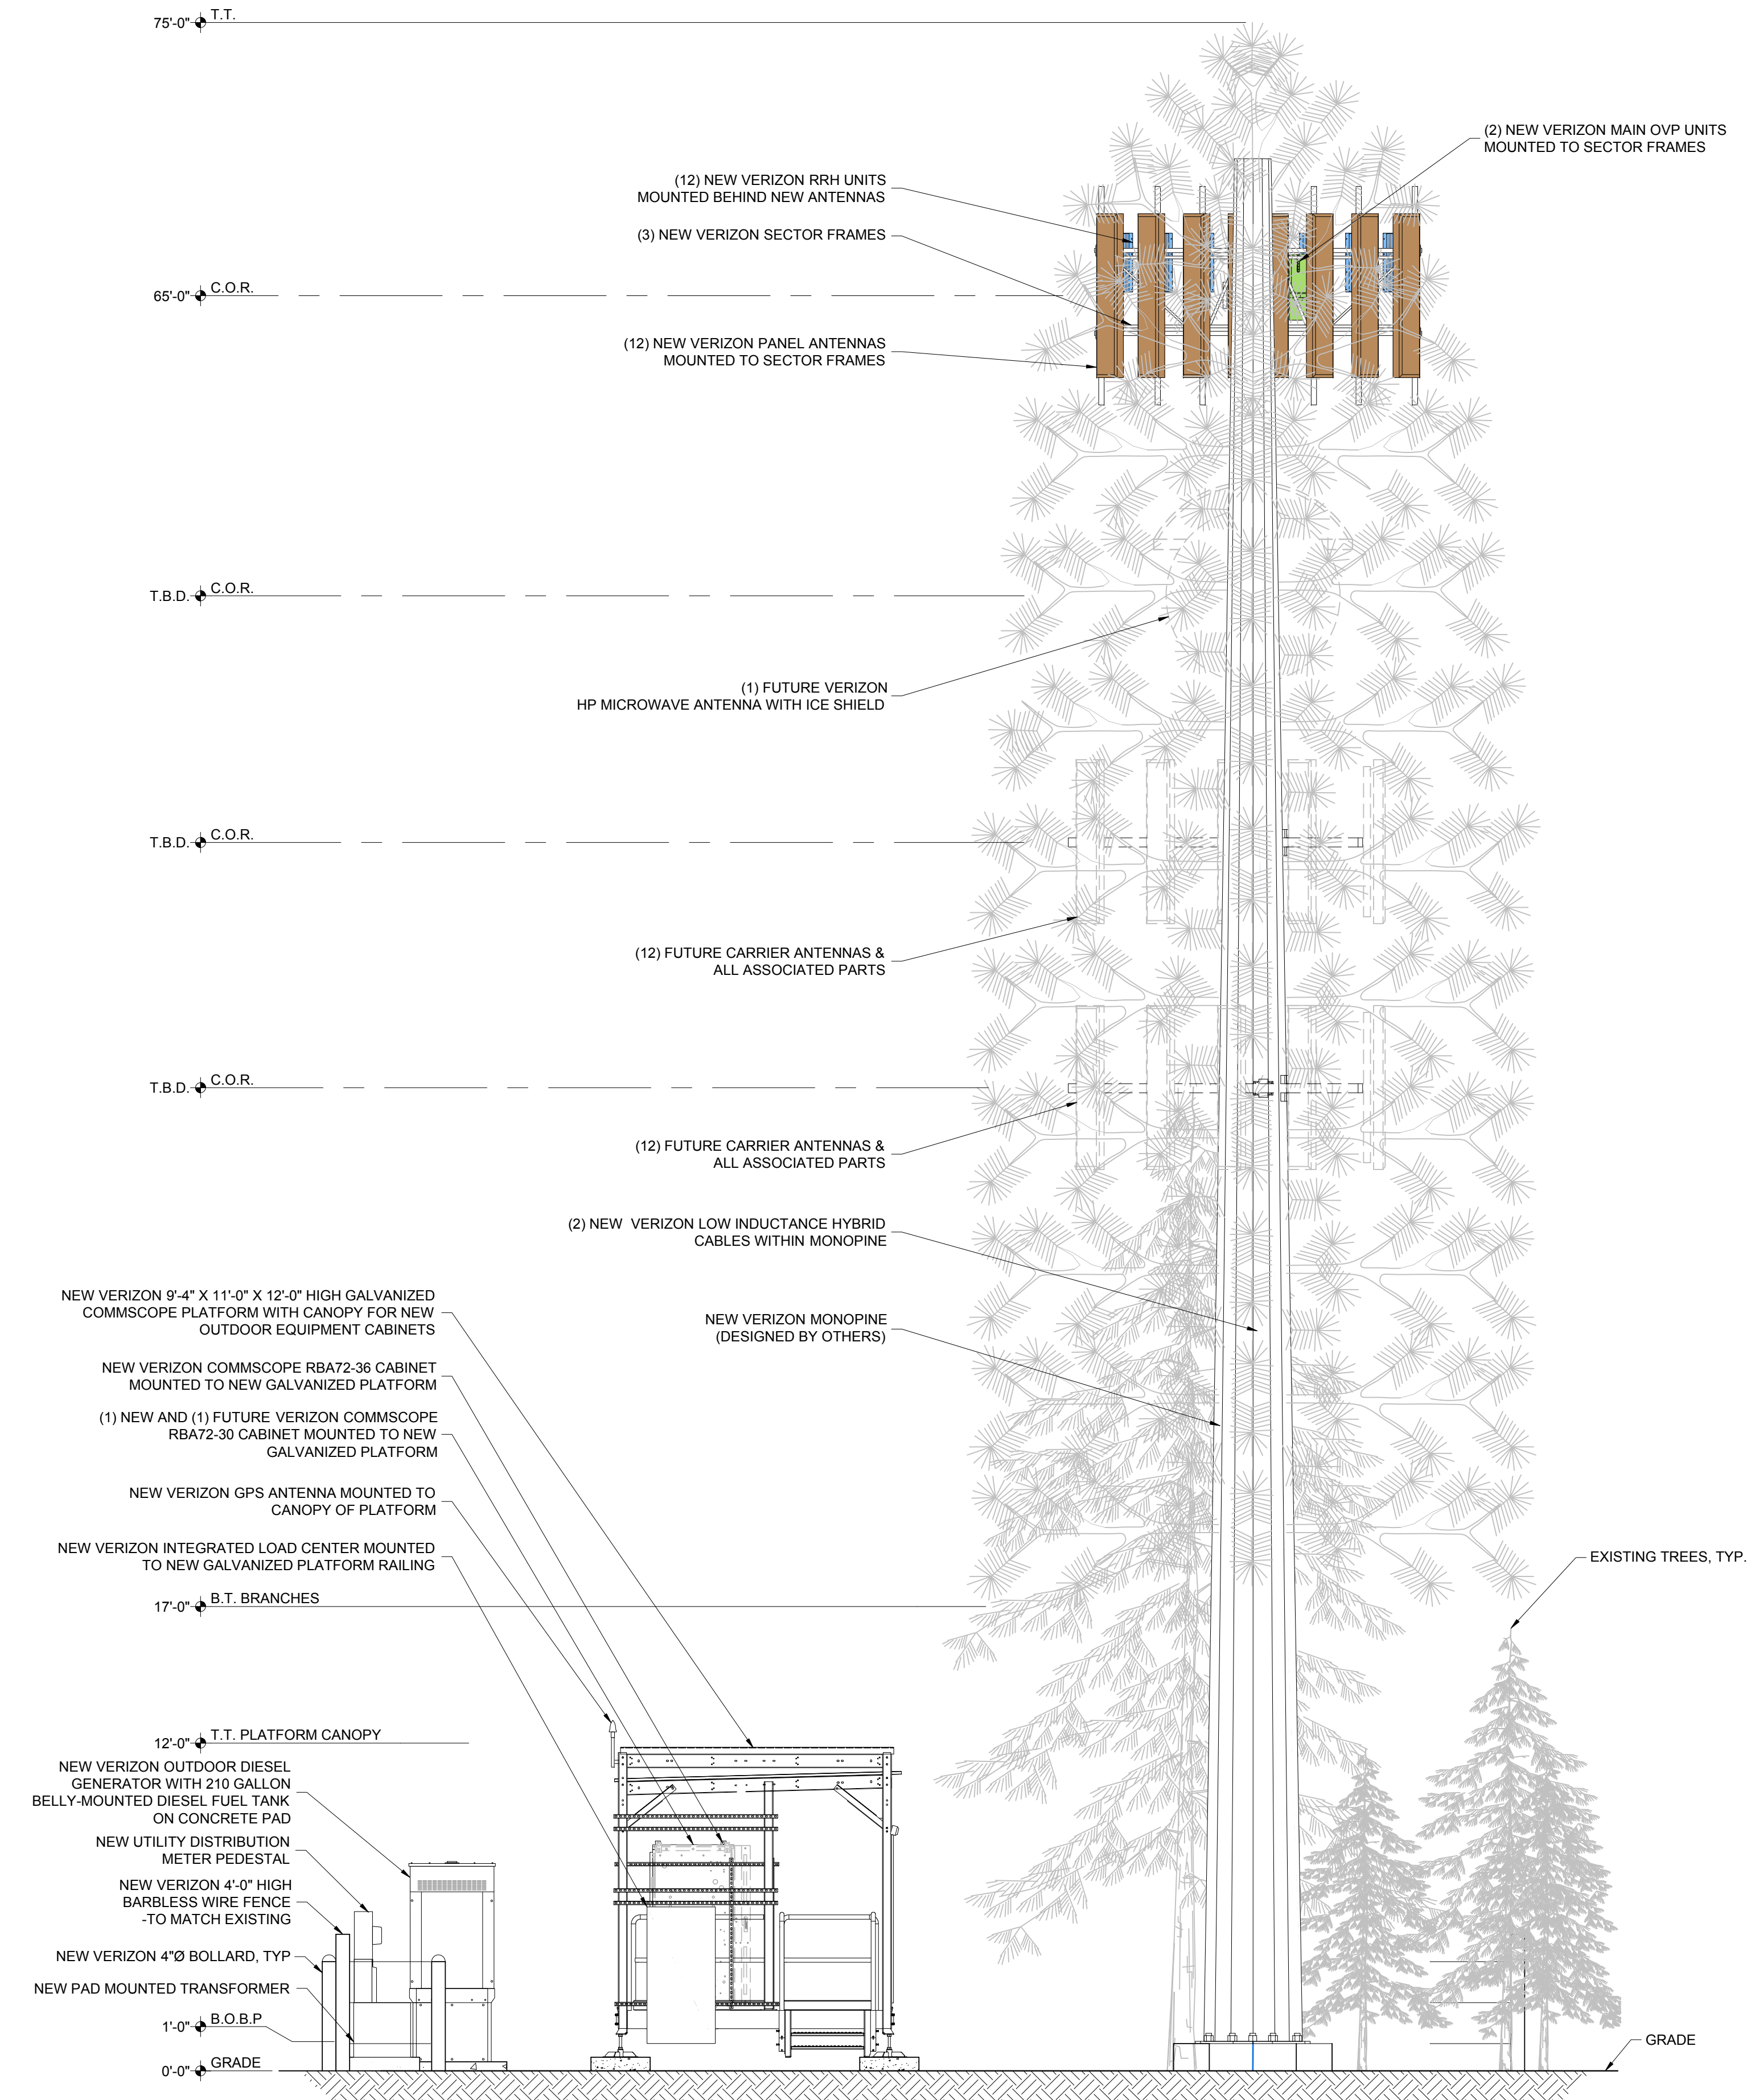 75'-0" T.T.
(2) NEW VERIZON MAIN OVP UNITS
MOUNTED TO SECTOR FRAMES
(12) NEW VERIZON RRH UNITS
MOUNTED BEHIND NEW ANTENNAS
(3) NEW VERIZON SECTOR FRAMES
65'-0" C.O.R.
(12) NEW VERIZON PANEL ANTENNAS
MOUNTED TO SECTOR FRAMES
T.B.D. C.O.R.
(1) FUTURE VERIZON
HP MICROWAVE ANTENNA WITH ICE SHIELD
T.B.D. C.O.R.
(12) FUTURE CARRIER ANTENNAS &
ALL ASSOCIATED PARTS
T.B.D. C.O.R.
(12) FUTURE CARRIER ANTENNAS &
ALL ASSOCIATED PARTS
(2) NEW VERIZON LOW INDUCTANCE HYBRID
CABLES WITHIN MONOPINE
NEW VERIZON MONOPINE
(DESIGNED BY OTHERS)
NEW VERIZON 9'-4" X 11'-0" X 12'-0" HIGH GALVANIZED
COMMSCOPE PLATFORM WITH CANOPY FOR NEW
OUTDOOR EQUIPMENT CABINETS
NEW VERIZON COMMSCOPE RBA72-36 CABINET
MOUNTED TO NEW GALVANIZED PLATFORM
(1) NEW AND (1) FUTURE VERIZON COMMSCOPE
RBA72-30 CABINET MOUNTED TO NEW
GALVANIZED PLATFORM
NEW VERIZON GPS ANTENNA MOUNTED TO
CANOPY OF PLATFORM
NEW VERIZON INTEGRATED LOAD CENTER MOUNTED
TO NEW GALVANIZED PLATFORM RAILING
EXISTING TREES, TYP.
17'-0" B.T. BRANCHES
12'-0" T.T. PLATFORM CANOPY
NEW VERIZON OUTDOOR DIESEL
GENERATOR WITH 210 GALLON
BELLY-MOUNTED DIESEL FUEL TANK
ON CONCRETE PAD
NEW UTILITY DISTRIBUTION
METER PEDESTAL
NEW VERIZON 4'-0" HIGH
BARBLESS WIRE FENCE
-TO MATCH EXISTING
NEW VERIZON 4"Ø BOLLARD, TYP
NEW PAD MOUNTED TRANSFORMER
1'-0" B.O.B.P
0'-0" GRADE
GRADE